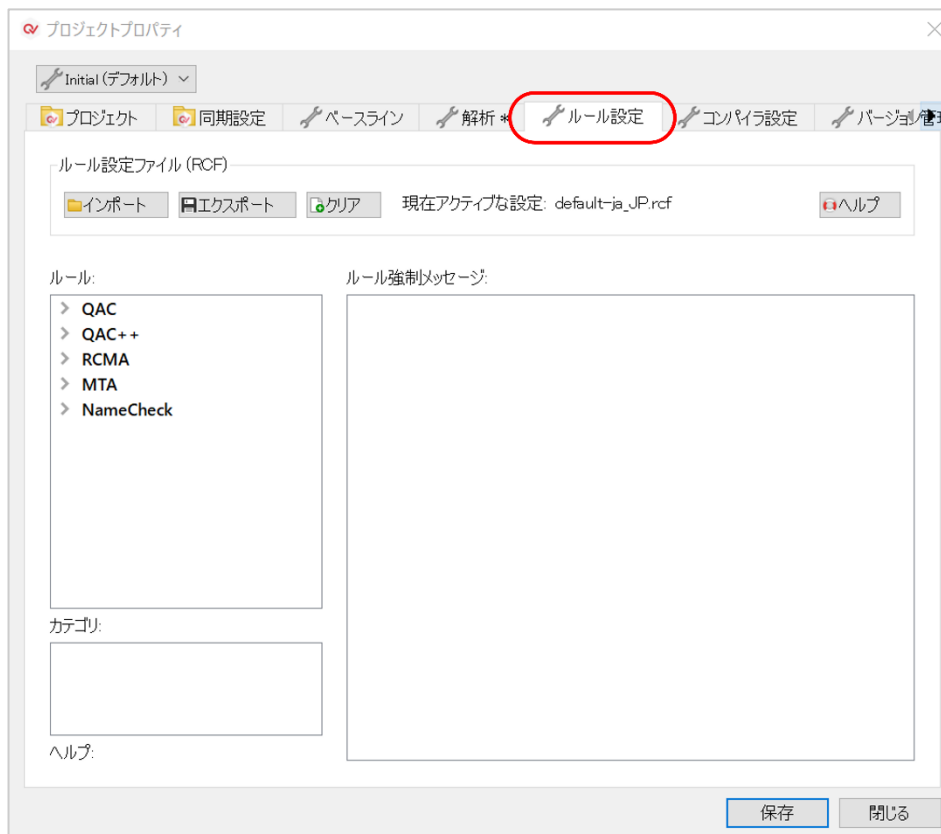 プロジェクトプロパティ
Initial (デフォルト)
プロジェクト 同期設定 ベースライン 解析 * ルール設定 コンパイラ設定 バージョン管
ルール設定ファイル (RCF)
インポート エクスポート クリア 現在アクティブな設定: default-ja_JP.rcf ヘルプ
ルール: ルール強制メッセージ:
QAC
QAC++
RCMA
MTA
NameCheck
カテゴリ:
ヘルプ:
保存 閉じる